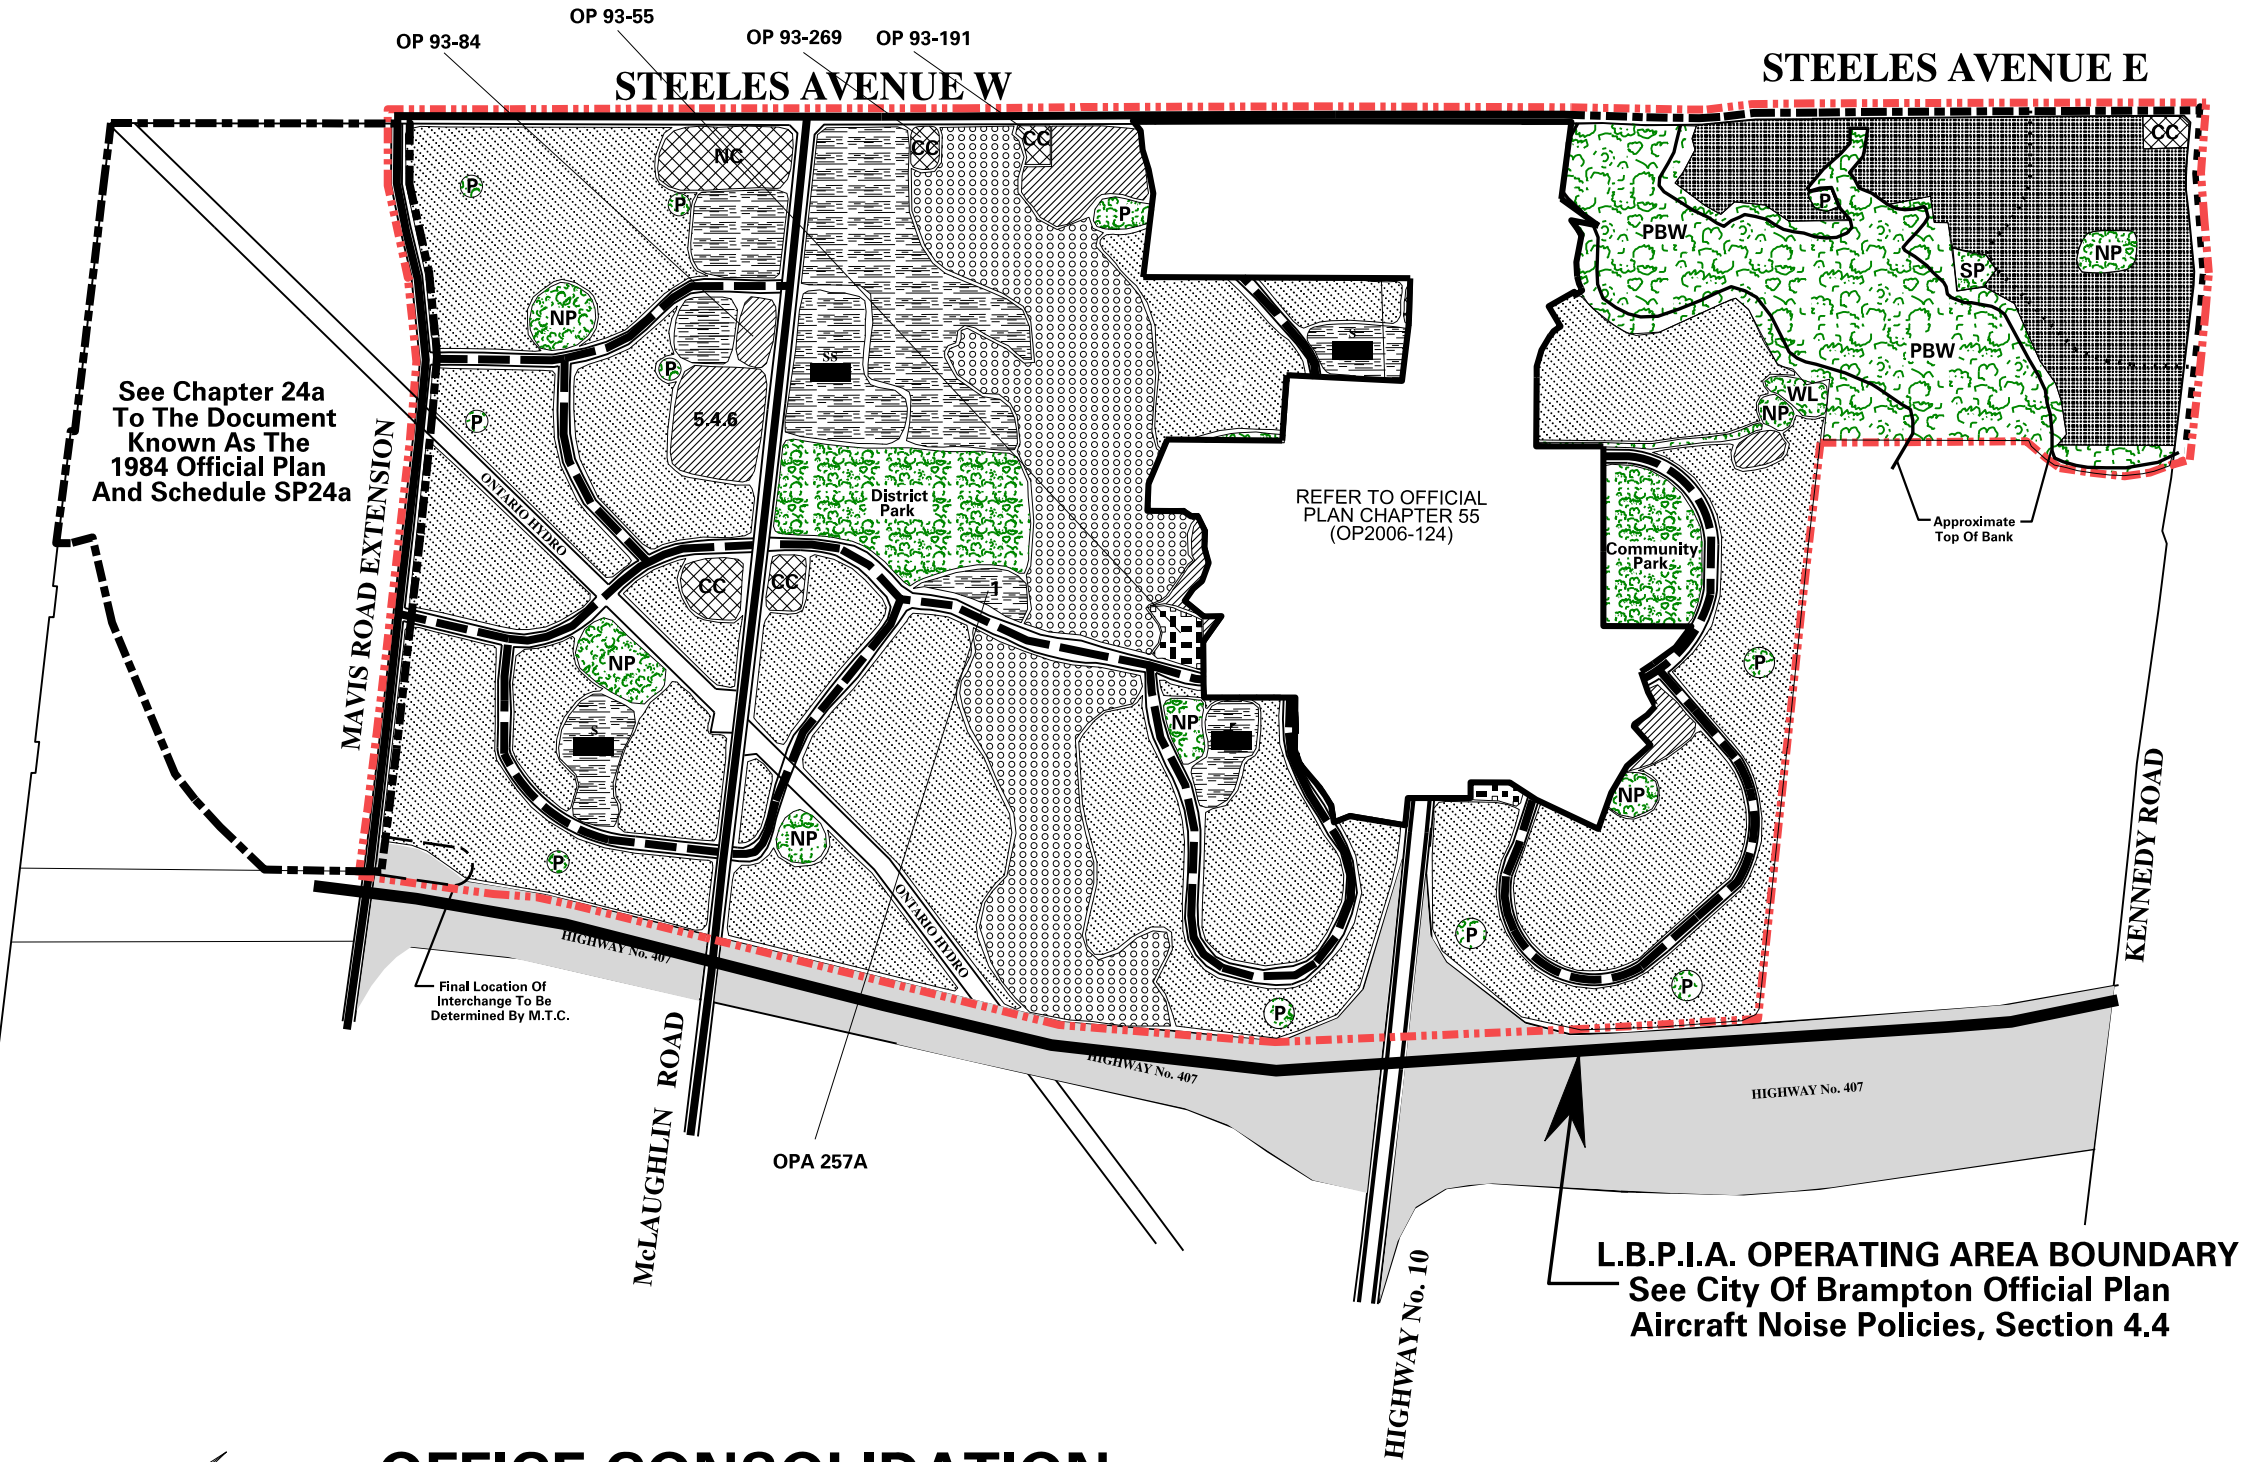 OP 93-55
OP 93-84
OP 93-269
OP 93-191
STEELES AVENUE W
STEELES AVENUE E
NC
CC
CC
CC
P
P
P
P
PBW
NP
SP
NP
S
SS
PBW
P
WL
NP
P
5.4.6
See Chapter 24a
To The Document
Known As The
1984 Official Plan
And Schedule SP24a
MAVIS ROAD EXTENSION
ONTARIO HYDRO
District
Park
REFER TO OFFICIAL
PLAN CHAPTER 55
(OP2006-124)
Approximate
Top Of Bank
Community
Park
CC
CC
1
NP
P
S
NP
NP
NP
P
P
P
P
KENNEDY ROAD
ONTARIO HYDRO
HIGHWAY No. 407
Final Location Of
Interchange To Be
Determined By M.T.C.
HIGHWAY No. 407
HIGHWAY No. 407
McLAUGHLIN ROAD
OPA 257A
HIGHWAY No. 10
L.B.P.I.A. OPERATING AREA BOUNDARY
See City Of Brampton Official Plan
Aircraft Noise Policies, Section 4.4
OFFICE CONSOLIDATION